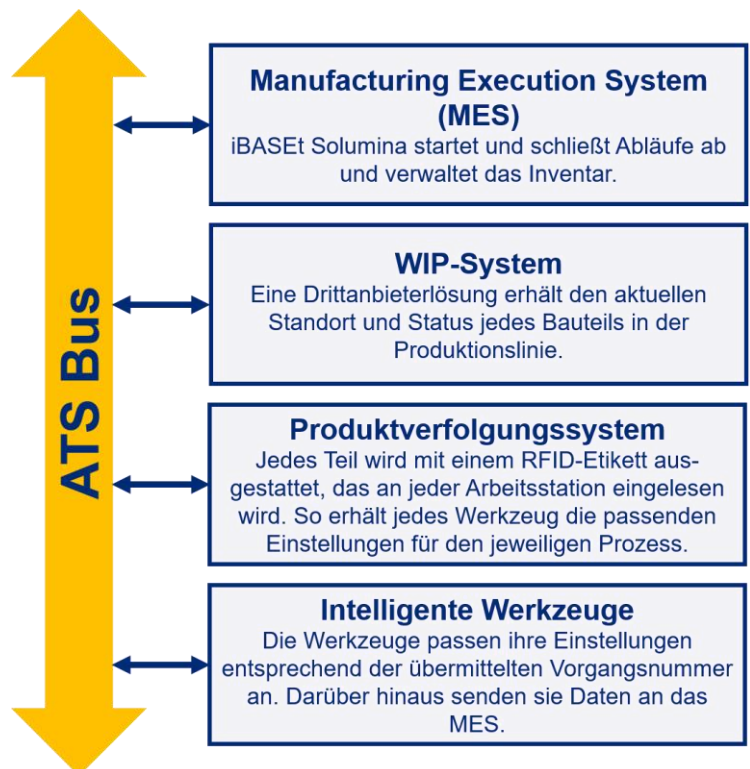 ATS Bus
Manufacturing Execution System
(MES)
iBASEt Solumina startet und schließt Abläufe ab
und verwaltet das Inventar.
WIP-System
Eine Drittanbieterlösung erhält den aktuellen
Standort und Status jedes Bauteils in der
Produktionslinie.
Produktverfolgungssystem
Jedes Teil wird mit einem RFID-Etikett aus-
gestattet, das an jeder Arbeitsstation eingelesen
wird. So erhält jedes Werkzeug die passenden
Einstellungen für den jeweiligen Prozess.
Intelligente Werkzeuge
Die Werkzeuge passen ihre Einstellungen
entsprechend der übermittelten Vorgangsnummer
an. Darüber hinaus senden sie Daten an das
MES.